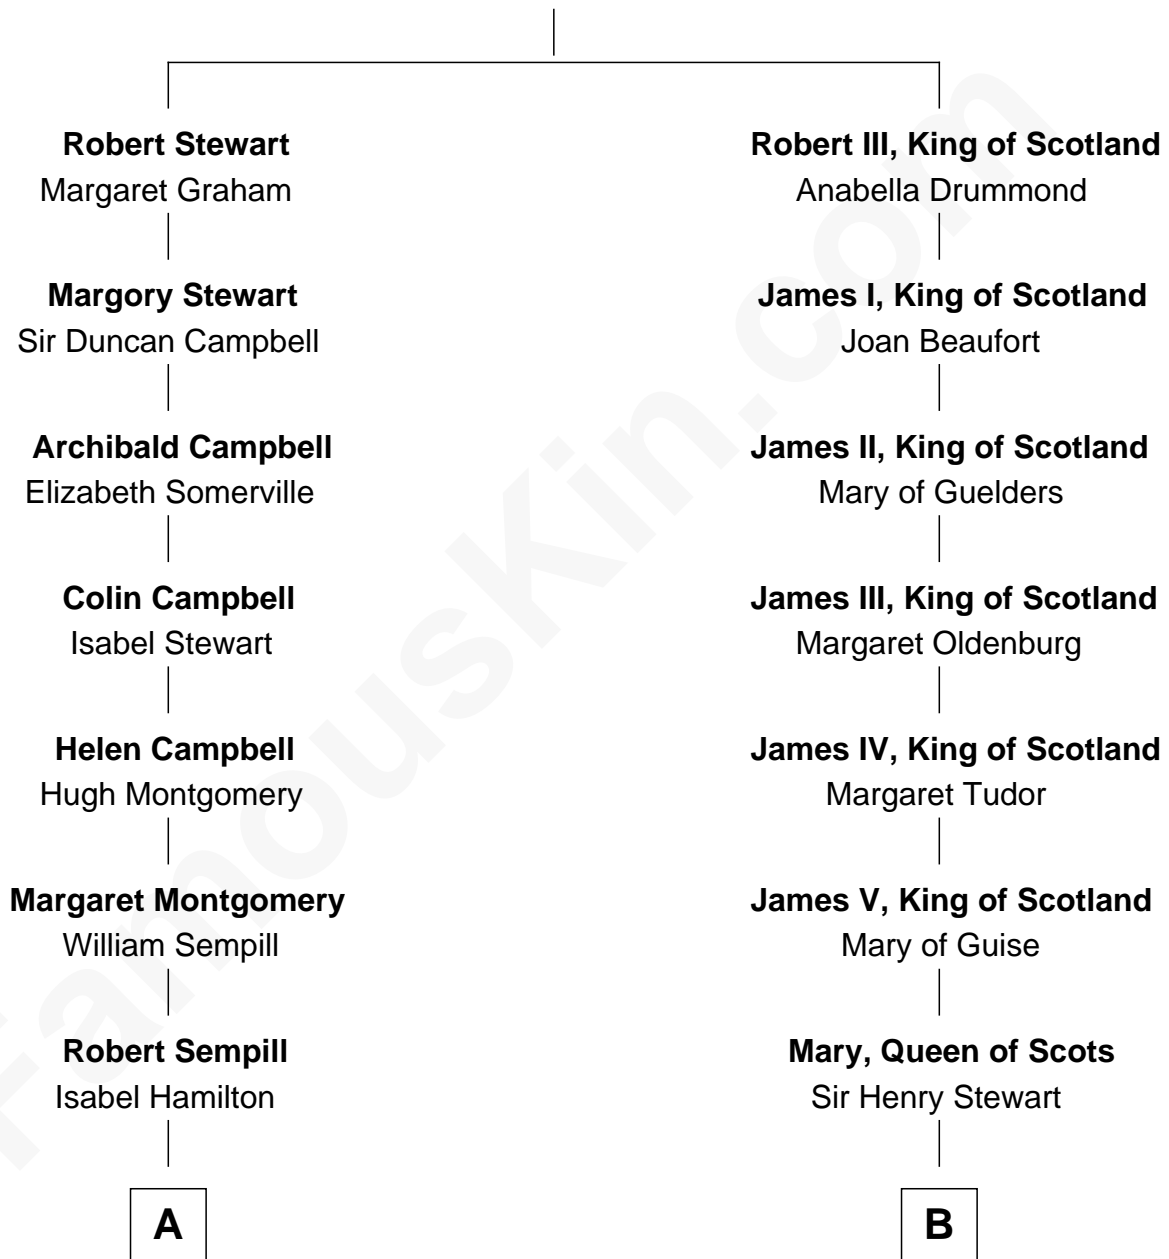 Robert Stewart
Margaret Graham
Margory Stewart
Sir Duncan Campbell
Archibald Campbell
Elizabeth Somerville
Colin Campbell
Isabel Stewart
Helen Campbell
Hugh Montgomery
Margaret Montgomery
William Sempill
Robert Sempill
Isabel Hamilton
A
Robert III, King of Scotland
Anabella Drummond
James I, King of Scotland
Joan Beaufort
James II, King of Scotland
Mary of Guelders
James III, King of Scotland
Margaret Oldenburg
James IV, King of Scotland
Margaret Tudor
James V, King of Scotland
Mary of Guise
Mary, Queen of Scots
Sir Henry Stewart
B
FamousKin.com